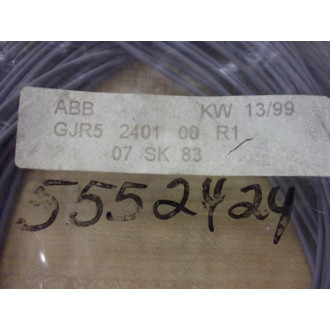 ABB KW 13/99
GJR5 2401 00 R1
07 SK 83
5552424